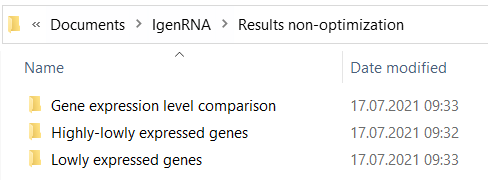 « Documents > IgenRNA > Results non-optimization
Name Date modified
Gene expression level comparison 17.07.2021 09:33
Highly-lowly expressed genes 17.07.2021 09:32
Lowly expressed genes 17.07.2021 09:33